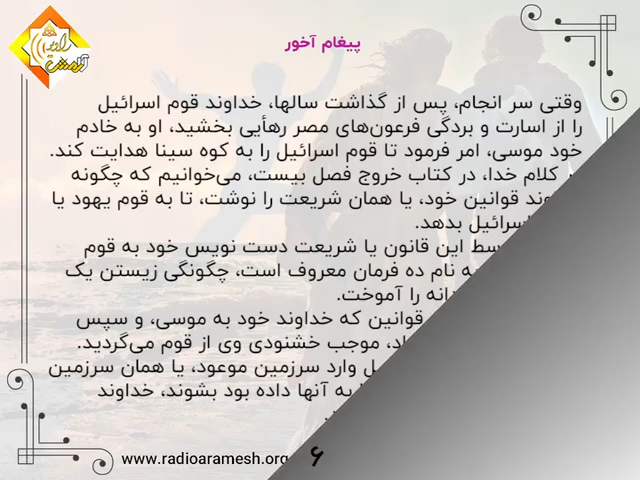 پیغام آخور
وقتی سر انجام، پس از گذاشت سالها، خداوند قوم اسرائیل
را از اسارت و بردگی فرعون‌های مصر رهأیی بخشید، او به خادم
خود موسی، امر فرمود تا قوم اسرائیل را به کوه سینا هدایت کند.
کلام خدا، در کتاب خروج فصل بیست، می‌خوانیم که چگونه
قوانین خود، یا همان شریعت را نوشت، تا به قوم یهود یا
بدهد.
این قانون یا شریعت دست نویس خود به قوم
به نام ده فرمان معروف است، چگونگی زیستن یک
را آموخت.
قوانین که خداوند خود به موسی، و سپس
موجب خشنودی وی از قوم می‌گردید.
وارد سرزمین موعود، یا همان سرزمین
به آنها داده بود بشوند، خداوند
www.radioaramesh.org
۶